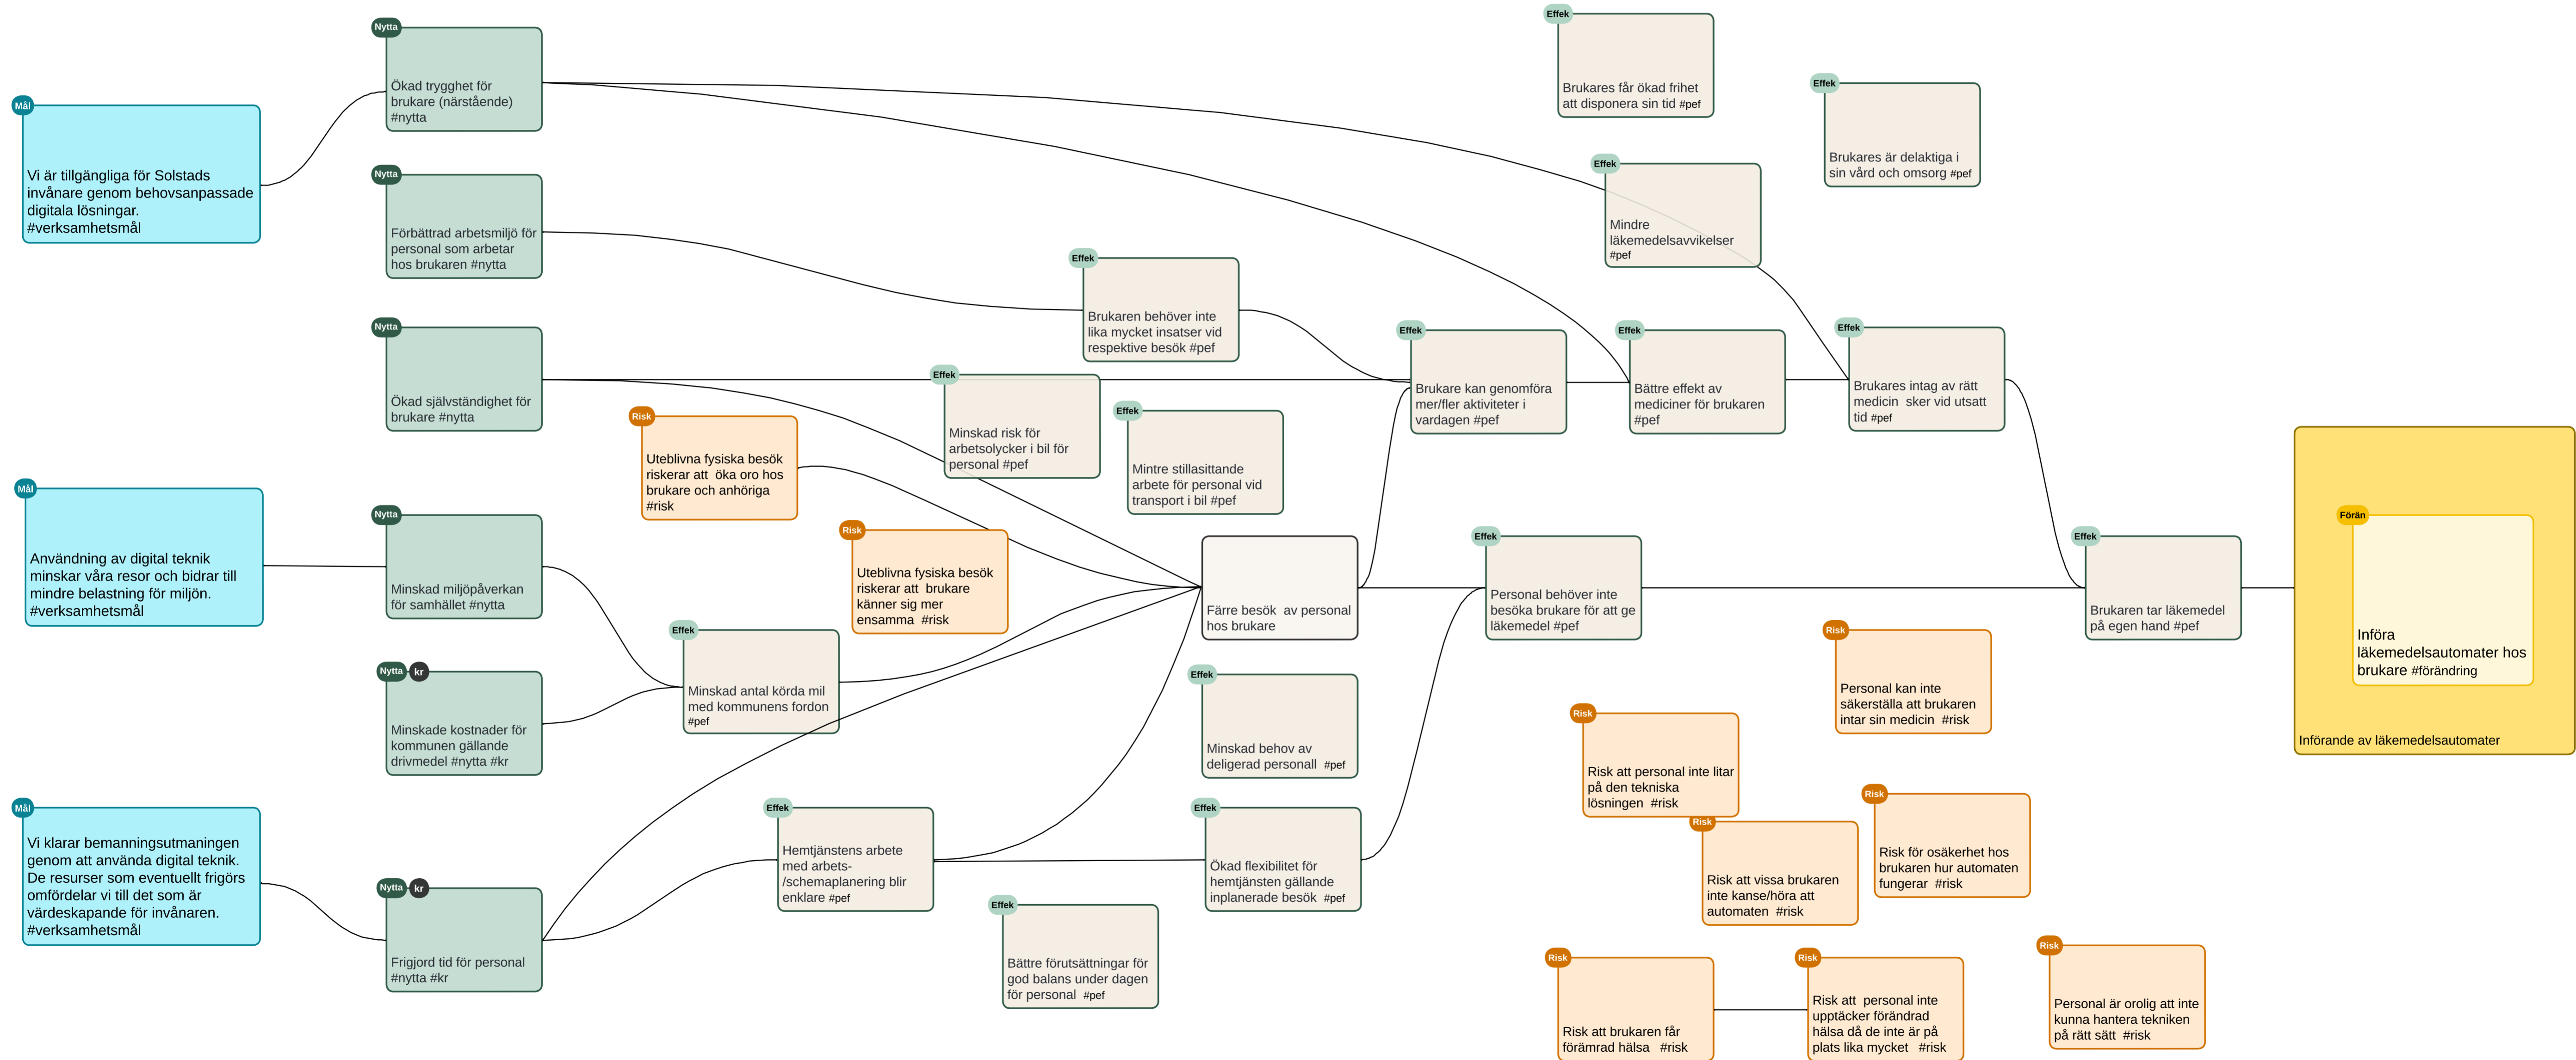 Mål
Vi är tillgängliga för Solstads
invånare genom behovsanpassade
digitala lösningar.
#verksamhetsmål
Mål
Användning av digital teknik
minskar våra resor och bidrar till
mindre belastning för miljön.
#verksamhetsmål
Mål
Vi klarar bemanningsutmaningen
genom att använda digital teknik.
De resurser som eventuellt frigörs
omfördelar vi till det som är
värdeskapande för invånaren.
#verksamhetsmål
Nytta
Ökad trygghet för
brukare (närstående)
#nytta
Nytta
Förbättrad arbetsmiljö för
personal som arbetar
hos brukaren #nytta
Nytta
Ökad självständighet för
brukare #nytta
Nytta
Minskad miljöpåverkan
för samhället #nytta
Nytta kr
Minskade kostnader för
kommunen gällande
drivmedel #nytta #kr
Nytta kr
Frigjord tid för personal
#nytta #kr
Risk
Uteblivna fysiska besök
riskerar att  öka oro hos
brukare och anhöriga
#risk
Risk
Uteblivna fysiska besök
riskerar att  brukare
känner sig mer
ensamma  #risk
Effek
Minskad antal körda mil
med kommunens fordon
#pef
Effek
Hemtjänstens arbete
med arbets-
/schemaplanering blir
enklare #pef
Effek
Minskad risk för
arbetsolycker i bil för
personal #pef
Effek
Brukaren behöver inte
lika mycket insatser vid
respektive besök #pef
Effek
Mintre stillasittande
arbete för personal vid
transport i bil #pef
Färre besök  av personal
hos brukare
Effek
Minskad behov av
deligerad personall  #pef
Effek
Ökad flexibilitet för
hemtjänsten gällande
inplanerade besök  #pef
Effek
Bättre förutsättningar för
god balans under dagen
för personal  #pef
Effek
Brukares får ökad frihet
att disponera sin tid #pef
Effek
Brukares är delaktiga i
sin vård och omsorg #pef
Effek
Mindre
läkemedelsavvikelser
#pef
Effek
Brukare kan genomföra
mer/fler aktiviteter i
vardagen #pef
Effek
Bättre effekt av
mediciner för brukaren
#pef
Effek
Brukares intag av rätt
medicin  sker vid utsatt
tid #pef
Effek
Personal behöver inte
besöka brukare för att ge
läkemedel #pef
Effek
Brukaren tar läkemedel
på egen hand #pef
Risk
Personal kan inte
säkerställa att brukaren
intar sin medicin  #risk
Risk
Risk att personal inte litar
på den tekniska
lösningen  #risk
Risk
Risk att vissa brukaren
inte kanse/höra att
automaten  #risk
Risk
Risk för osäkerhet hos
brukaren hur automaten
fungerar  #risk
Risk
Risk att brukaren får
förämrad hälsa   #risk
Risk
Risk att  personal inte
upptäcker förändrad
hälsa då de inte är på
plats lika mycket   #risk
Risk
Personal är orolig att inte
kunna hantera tekniken
på rätt sätt  #risk
Förän
Införa
läkemedelsautomater hos
brukare #förändring
Införande av läkemedelsautomater